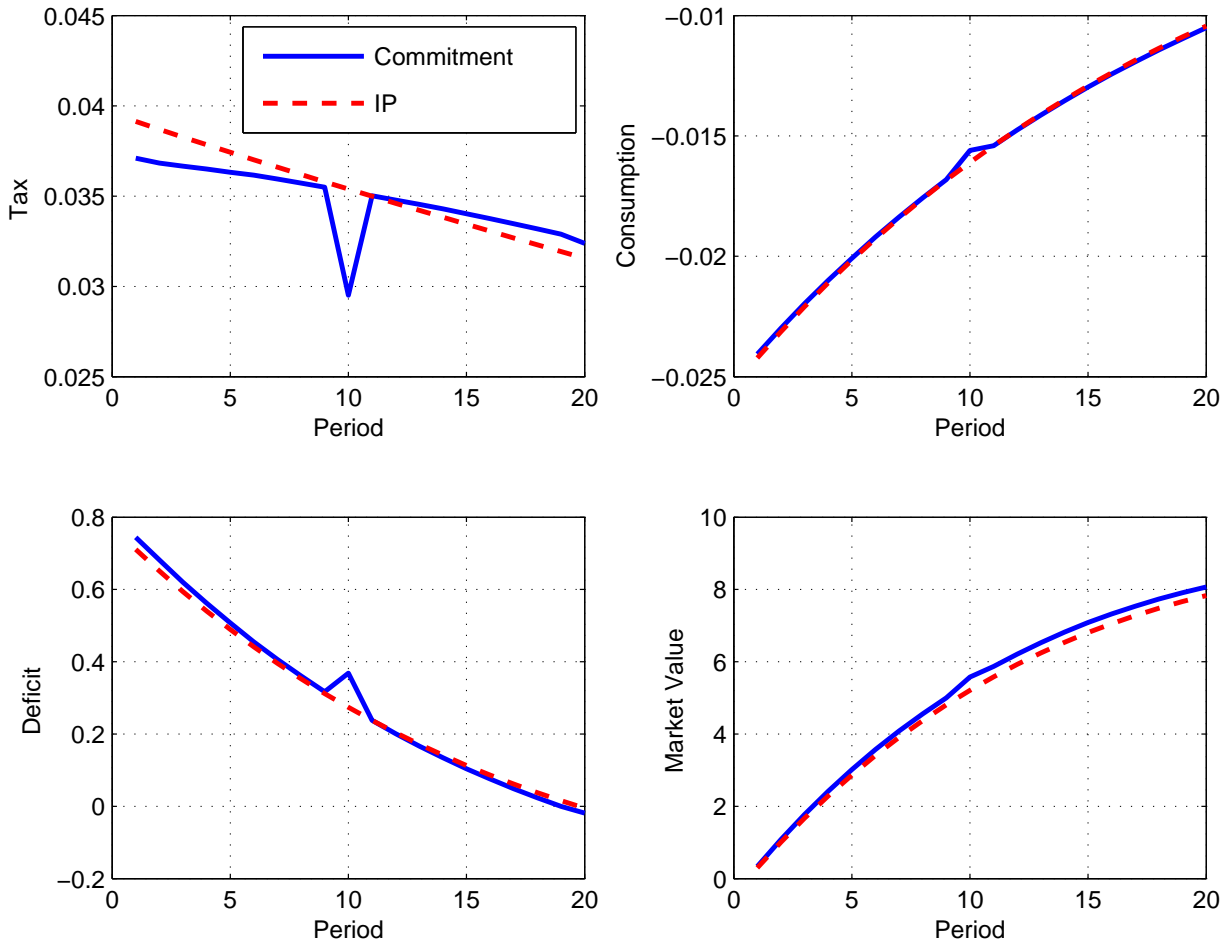 0.045
0.04
0.035
0.03
0.025
Tax
0 5 10 15 20
Period
Commitment
IP
−0.01
−0.015
−0.02
−0.025
Consumption
0 5 10 15 20
Period
0.8
0.6
0.4
0.2
0
−0.2
Deficit
0 5 10 15 20
Period
10
8
6
4
2
0
Market Value
0 5 10 15 20
Period